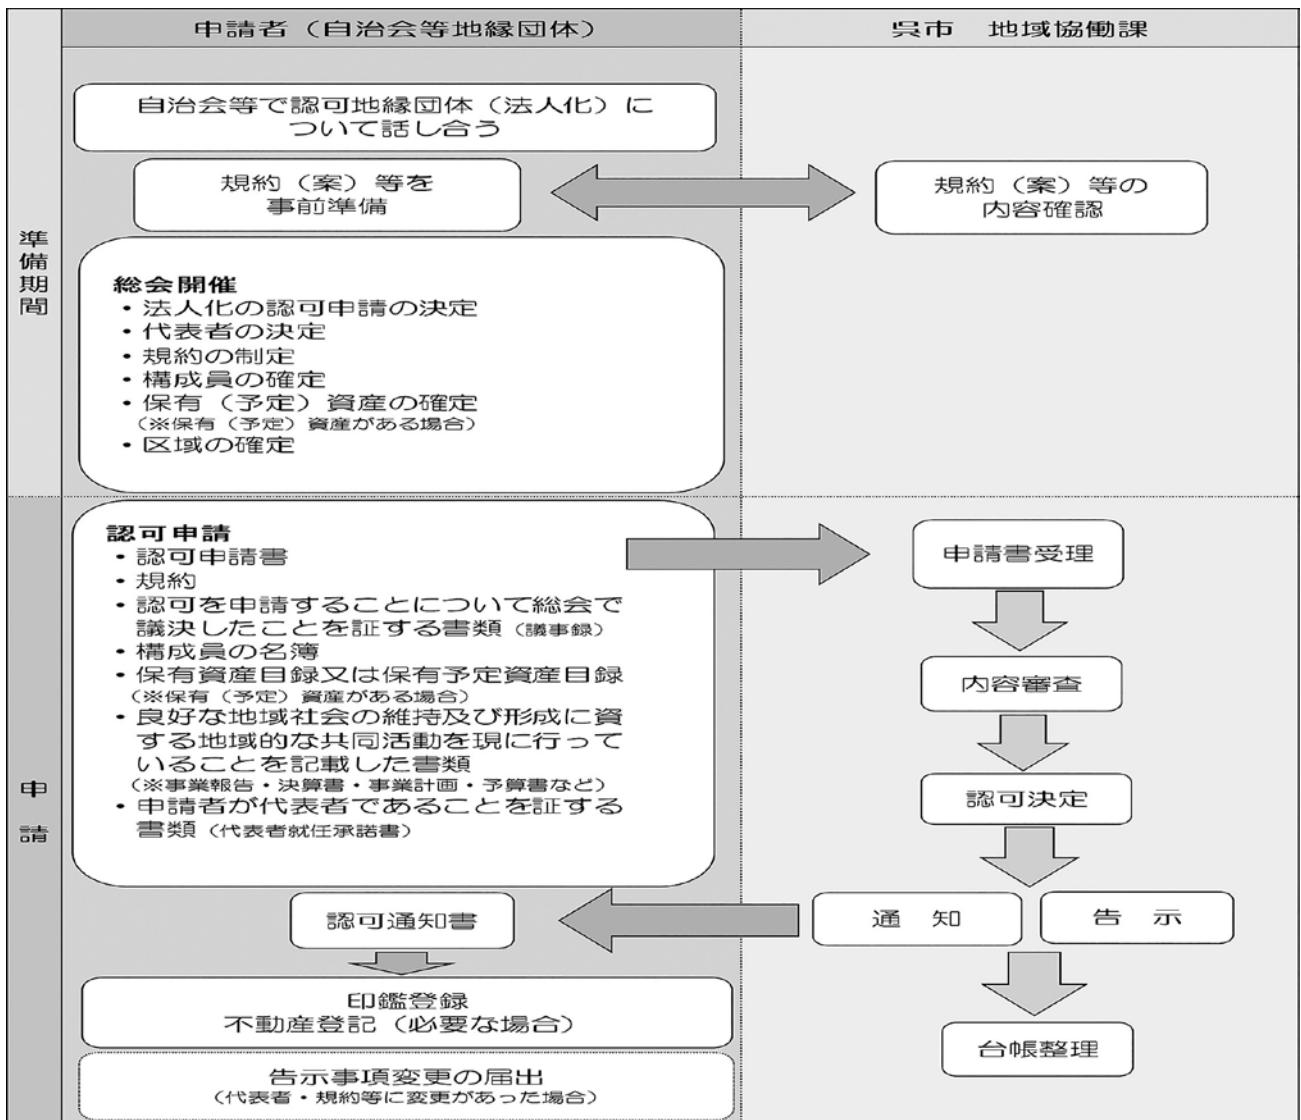 申請者（自治会等地縁団体）
呉市　地域協働課
準備期間
自治会等で認可地縁団体（法人化）に
ついて話し合う
規約（案）等を
事前準備
規約（案）等の
内容確認
総会開催
・法人化の認可申請の決定
・代表者の決定
・規約の制定
・構成員の確定
・保有（予定）資産の確定
（※保有（予定）資産がある場合）
・区域の確定
申請
認可申請
・認可申請書
・規約
・認可を申請することについて総会で
議決したことを証する書類（議事録）
・構成員の名簿
・保有資産目録又は保有予定資産目録
（※保有（予定）資産がある場合）
・良好な地域社会の維持及び形成に資
する地域的な共同活動を現に行って
いることを記載した書類
（※事業報告・決算書・事業計画・予算書など）
・申請者が代表者であることを証する
書類（代表者就任承諾書）
申請書受理
内容審査
認可決定
通　知
告　示
認可通知書
台帳整理
印鑑登録
不動産登記（必要な場合）
告示事項変更の届出
（代表者・規約等に変更があった場合）